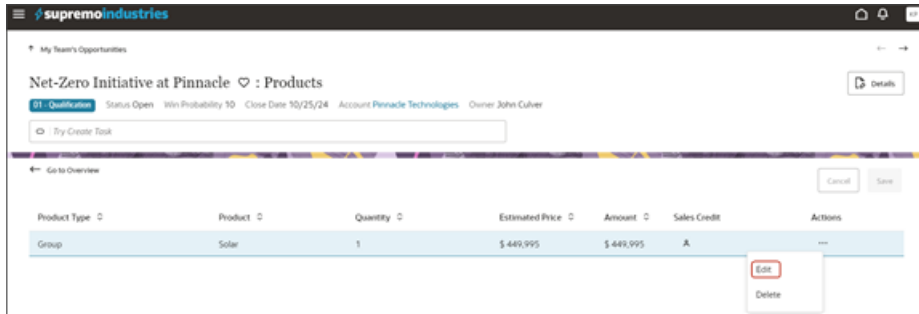 supremoindustries
KP
My Team's Opportunities
Net-Zero Initiative at Pinnacle : Products
Details
01 - Qualification Status Open Win Probability 10 Close Date 10/25/24 Account Pinnacle Technologies Owner John Culver
Try Create Task
Go to Overview
Cancel Save
Product Type Product Quantity Estimated Price Amount Sales Credit Actions
Group Solar 1 $ 449,995 $ 449,995
Edit
Delete